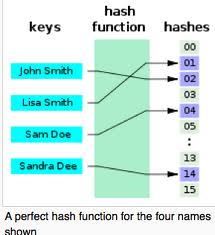 keys
hash
function
hashes
00
John Smith
01
02
Lisa Smith
03
Sam Doe
04
05
:
Sandra Dee
13
14
15
A perfect hash function for the four names
shown